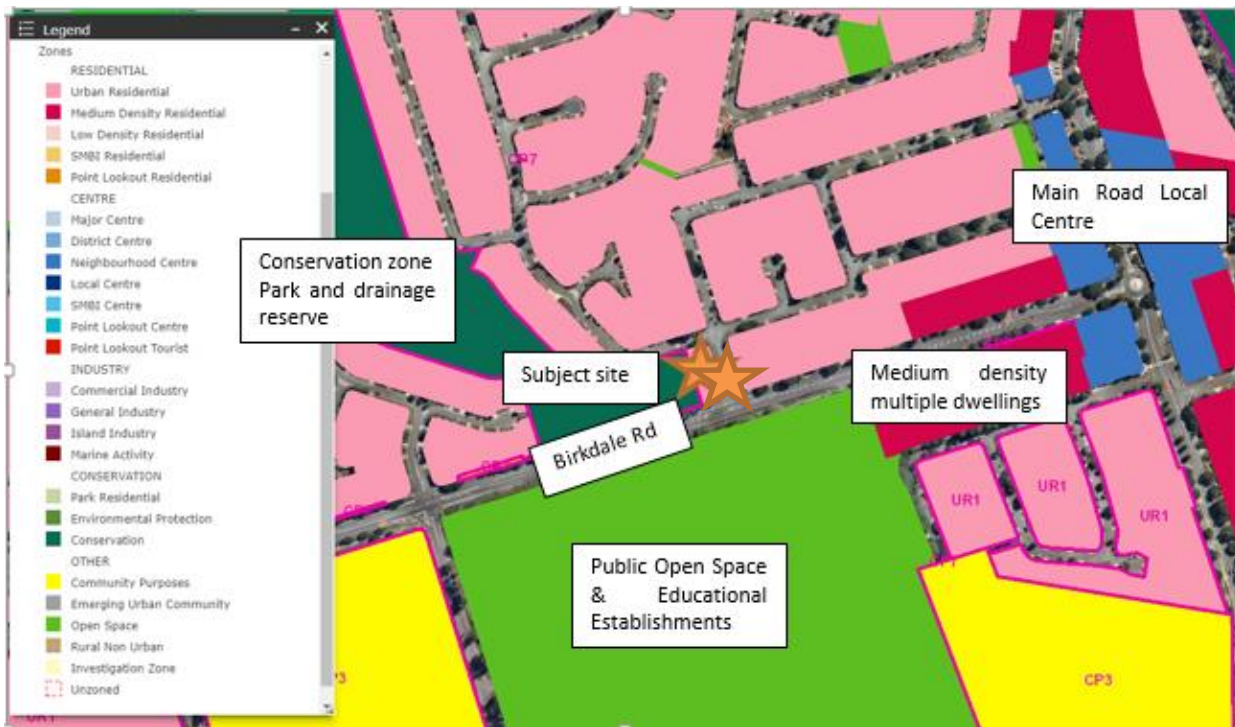 Legend
Zones
RESIDENTIAL
Urban Residential
Medium Density Residential
Low Density Residential
SMBI Residential
Point Lookout Residential
CENTRE
Major Centre
District Centre
Neighbourhood Centre
Local Centre
SMBI Centre
Point Lookout Centre
Point Lookout Tourist
INDUSTRY
Commercial Industry
General Industry
Island Industry
Marine Activity
CONSERVATION
Park Residential
Environmental Protection
Conservation
OTHER
Community Purposes
Emerging Urban Community
Open Space
Rural Non Urban
Investigation Zone
Unzoned
Main Road Local
Centre
Conservation zone
Park and drainage
reserve
Subject site
Medium density
multiple dwellings
Birkdale Rd
UR1
UR1
UR1
Public Open Space
& Educational
Establishments
CP3
UR1